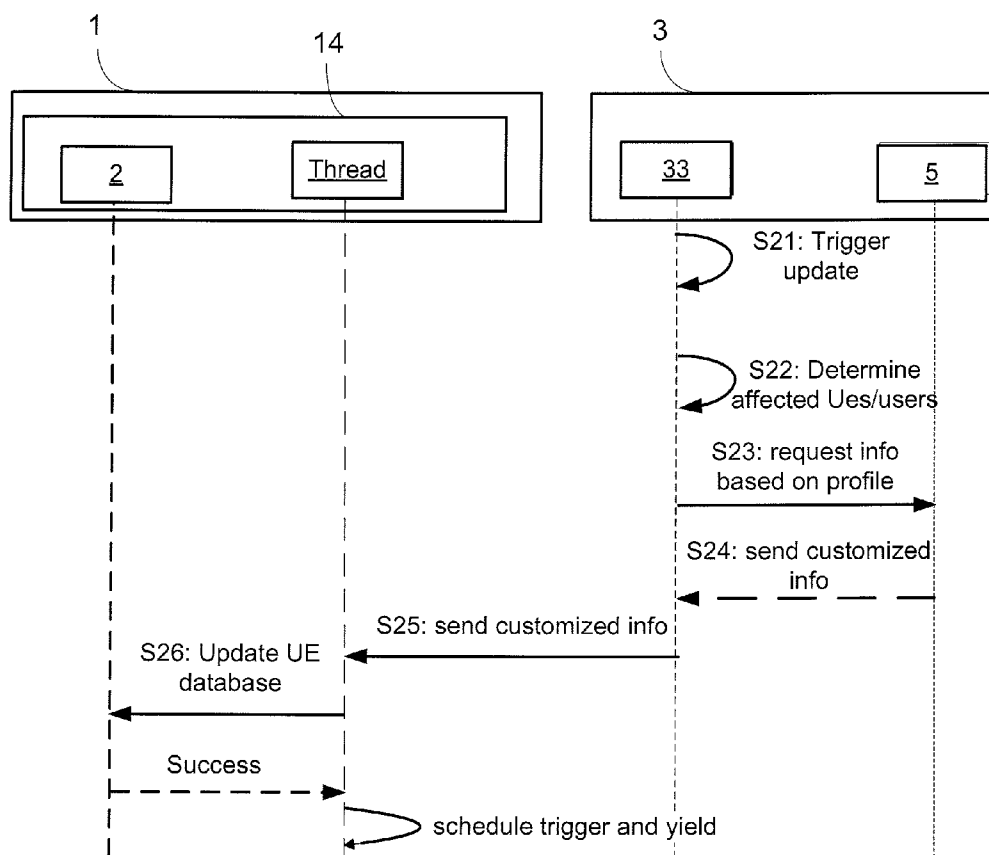 1
14
3
2
Thread
33
5
S21: Trigger
update
S22: Determine
affected Ues/users
S23: request info
based on profile
S24: send customized
info
S25: send customized info
S26: Update UE
database
Success
schedule trigger and yield